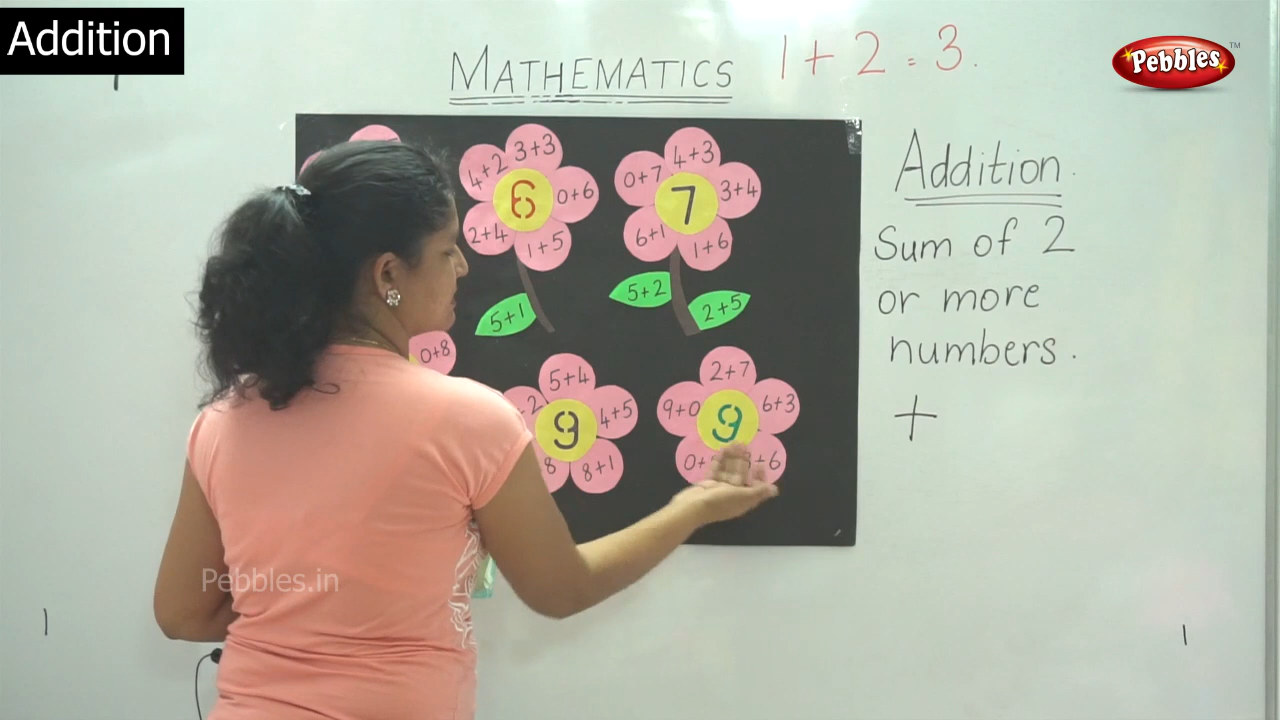 Addition
MATHEMATICS
1 + 2 = 3.
Pebbles™
Addition.
Sum of 2
or more
numbers.
+
4+2
3+3
0+6
6
2+4
1+5
5+1
0+7
4+3
3+4
7
6+1
1+6
5+2
2+5
0+8
5+4
4+5
9
8+1
2+7
9+0
6+3
9
Pebbles.in